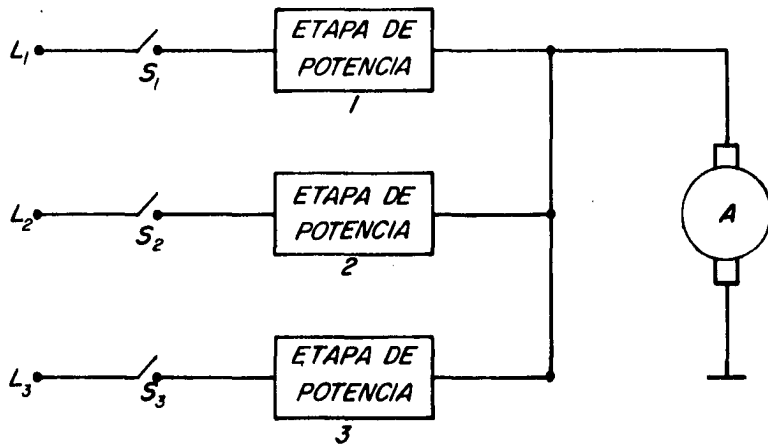 L1
S1
ETAPA DE
POTENCIA
1
L2
S2
ETAPA DE
POTENCIA
2
A
L3
S3
ETAPA DE
POTENCIA
3